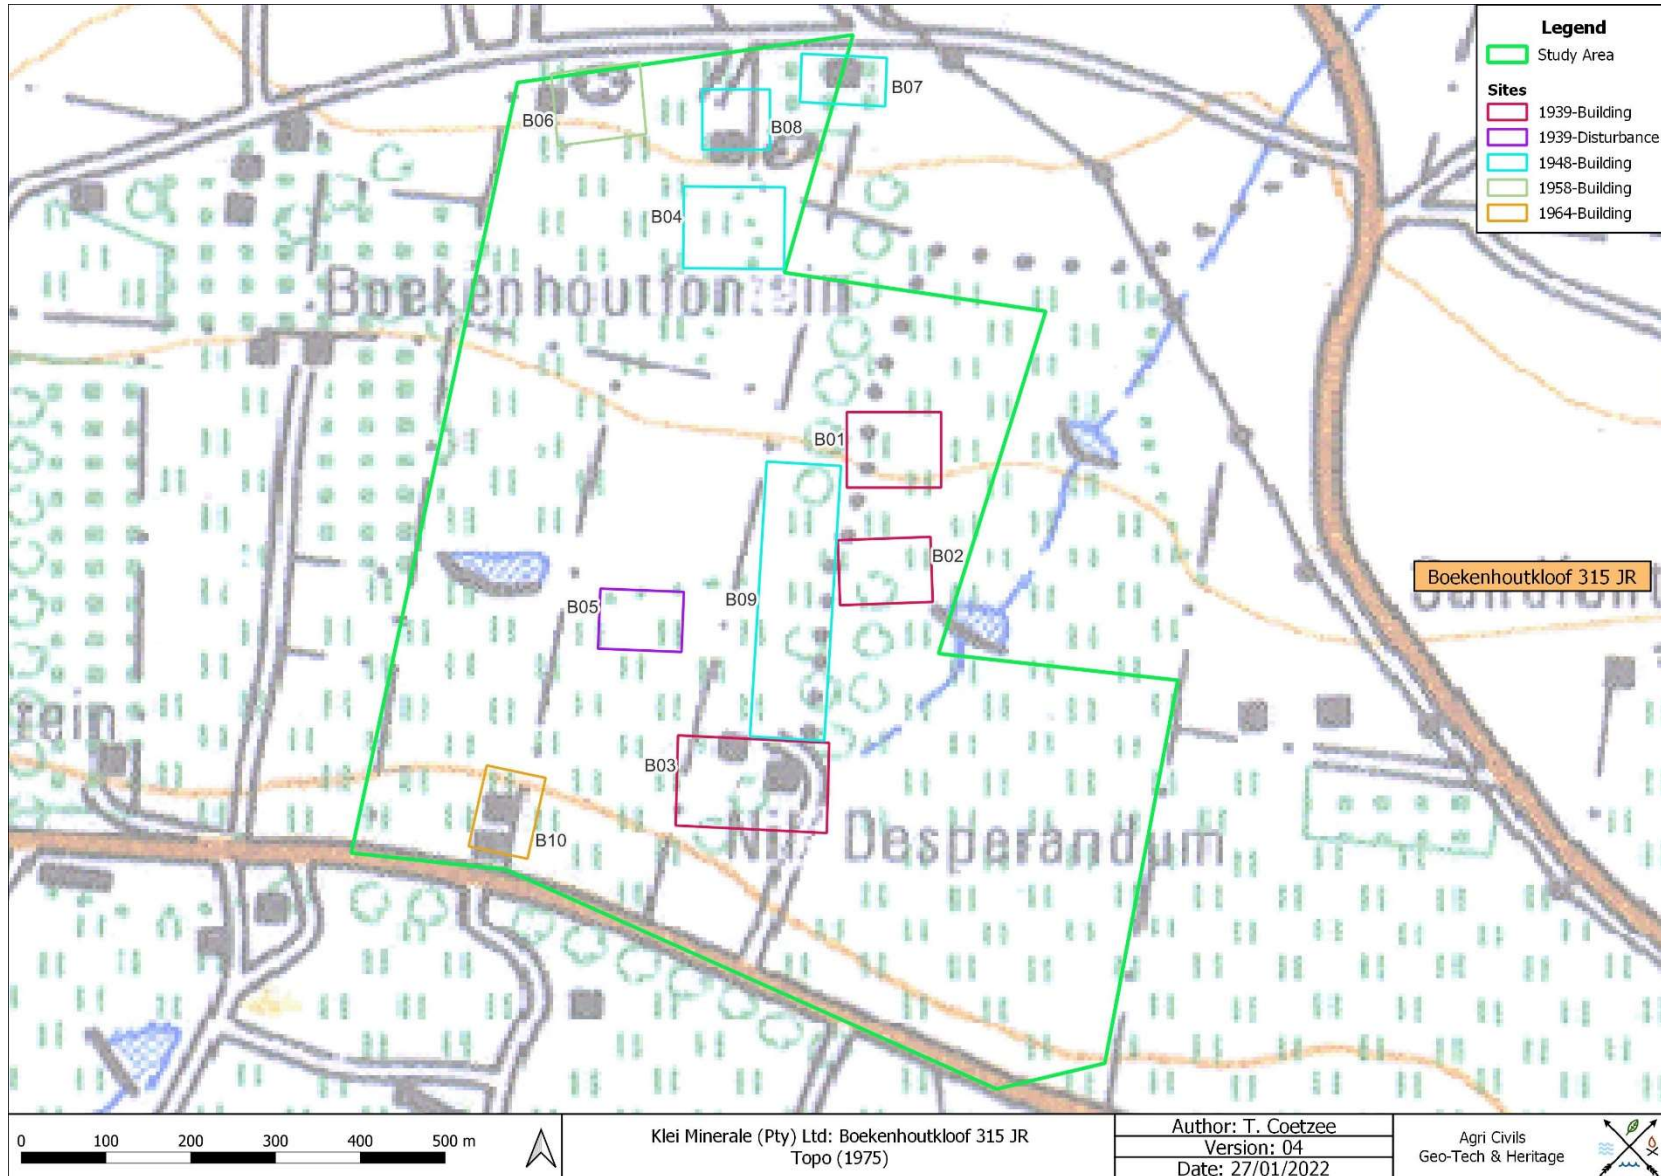 Legend
Study Area
Sites
1939-Building
1939-Disturbance
1948-Building
1958-Building
1964-Building
B07
B06
B08
B04
Boekenhoutfontein
B01
B02
Boekenhoutkloof 315 JR
B05
B09
rein
B03
B10
Nil Desperandum
0 100 200 300 400 500 m
Klei Minerale (Pty) Ltd: Boekenhoutkloof 315 JR
Topo (1975)
Author: T. Coetzee
Version: 04
Date: 27/01/2022
Agri Civils
Geo-Tech & Heritage